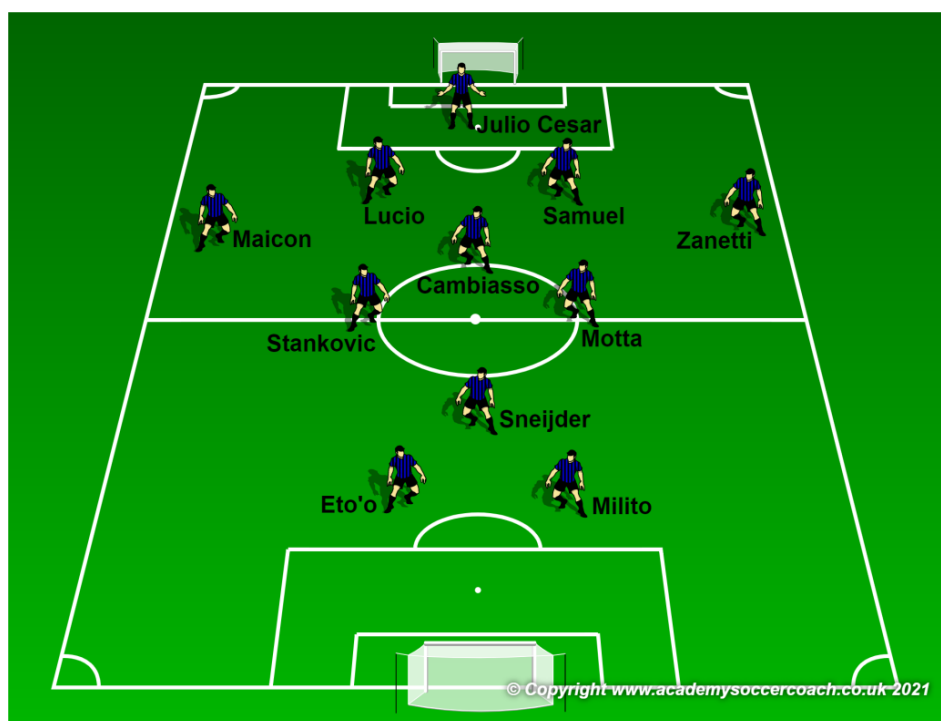 Julio Cesar
Lucio
Samuel
Maicon
Zanetti
Cambiasso
Stankovic
Motta
Sneijder
Eto'o
Milito
© Copyright www.academysoccercoach.co.uk 2021